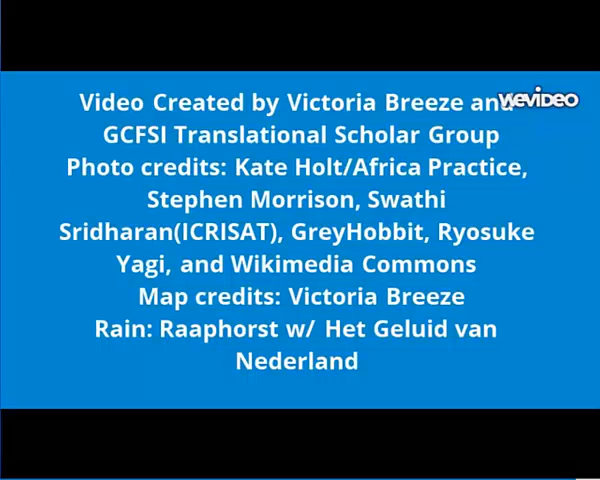 Video Created by Victoria Breeze and
WEVIDEO
GCFSI Translational Scholar Group
Photo credits: Kate Holt/Africa Practice,
Stephen Morrison, Swathi
Sridharan(ICRISAT), GreyHobbit, Ryosuke
Yagi, and Wikimedia Commons
Map credits: Victoria Breeze
Rain: Raaphorst w/ Het Geluid van
Nederland